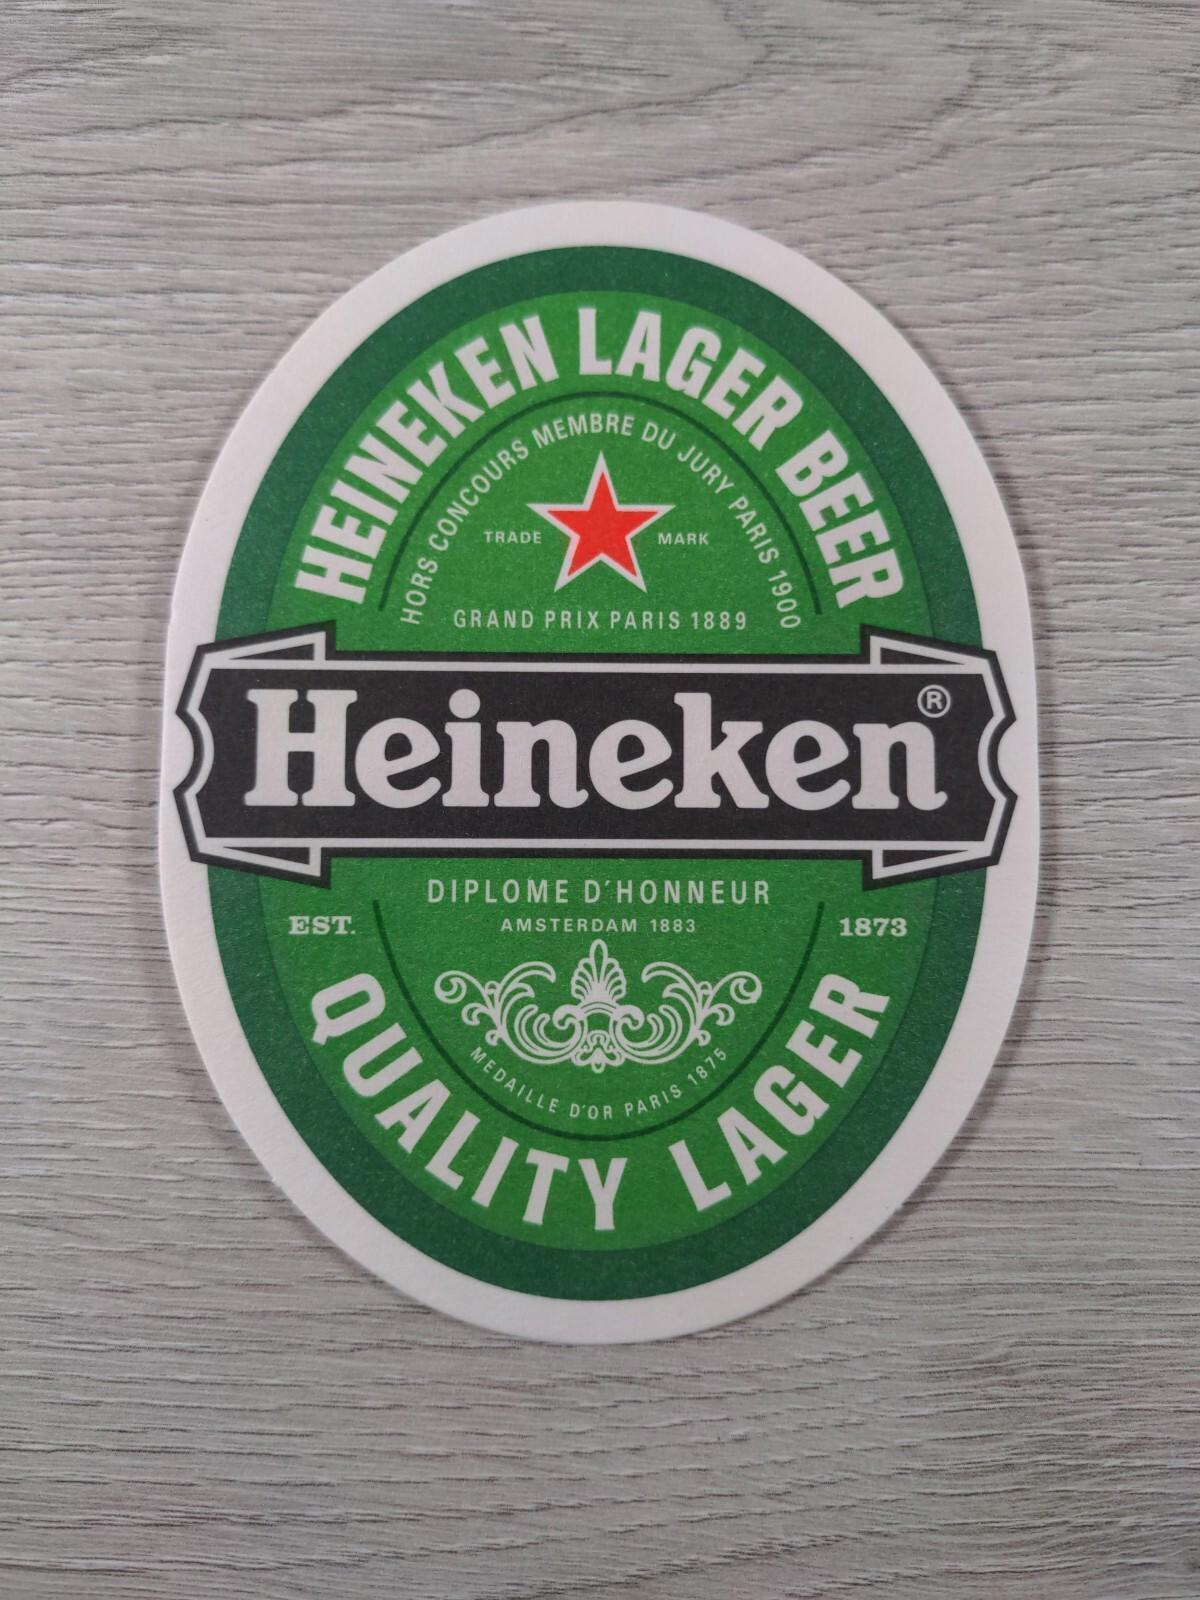 HEINEKEN LAGER BEER
HORS CONCOURS MEMBRE DU JURY PARIS 1900
TRADE MARK
GRAND PRIX PARIS 1889
Heineken®
DIPLOME D'HONNEUR
AMSTERDAM 1883
EST. 1873
MEDAILLE D'OR PARIS 1875
QUALITY LAGER